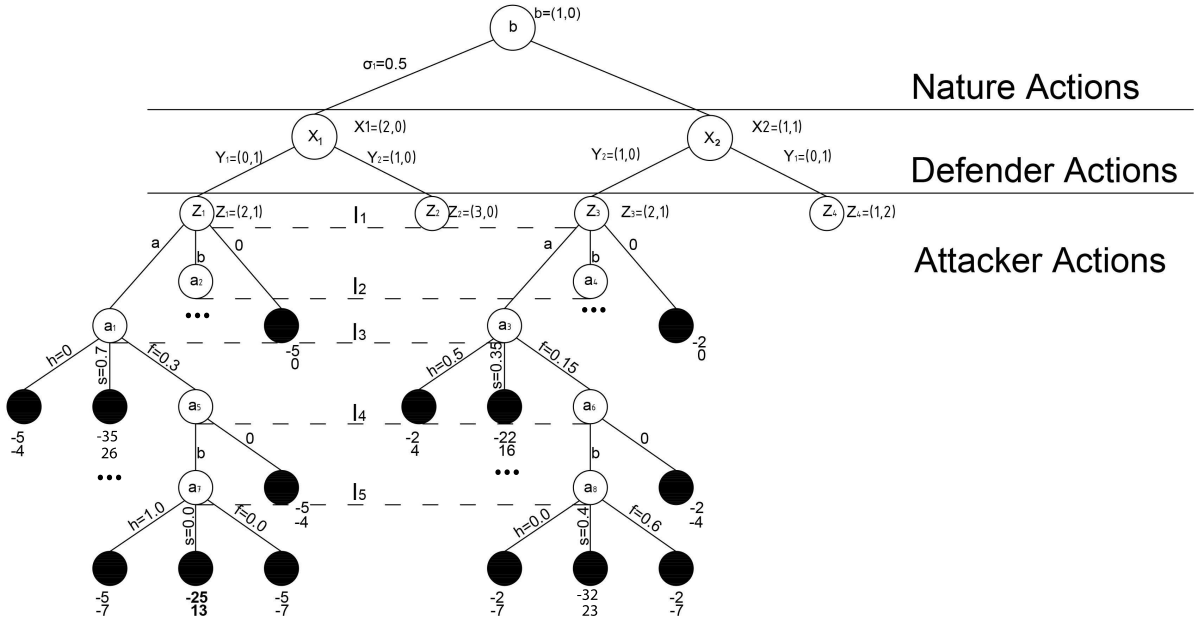 b b=(1,0)
σ₁=0.5
Nature Actions
X₁ X1=(2,0) X₂ X2=(1,1)
Y₁=(0,1) Y₂=(1,0) Y₂=(1,0) Y₁=(0,1)
Defender Actions
Z₁ Z₁=(2,1) I₁ Z₂ Z₂=(3,0) Z₃ Z₃=(2,1) Z₄ Z₄=(1,2)
a b 0 a b 0
Attacker Actions
a₂ I₂ a₄
... ...
a₁ I₃ a₃
-5 -2
0 0
h=0 s=0.7 f=0.3 h=0.5 s=0.35 f=0.15
a₅ I₄ a₆
-5 -35 -2 -22
-4 26 4 16
b 0 b 0
... ...
a₇ I₅ a₈
-5 -2
-4 -4
h=1.0 s=0.0 f=0.0 h=0.0 s=0.4 f=0.6
-5 -25 -5 -2 -32 -2
-7 13 -7 -7 23 -7